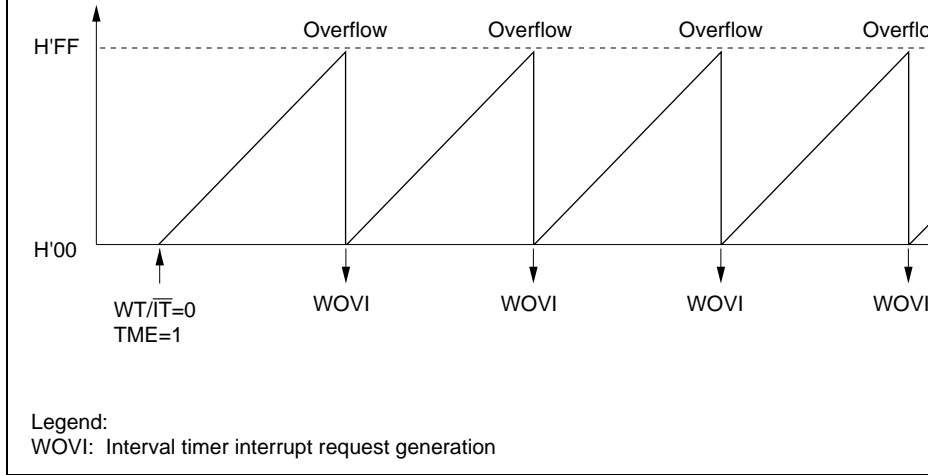 Overflow Overflow Overflow Overflo
H'FF
H'00
WT/I̅T̅=0 WOVI WOVI WOVI WOVI
TME=1
Legend:
WOVI: Interval timer interrupt request generation